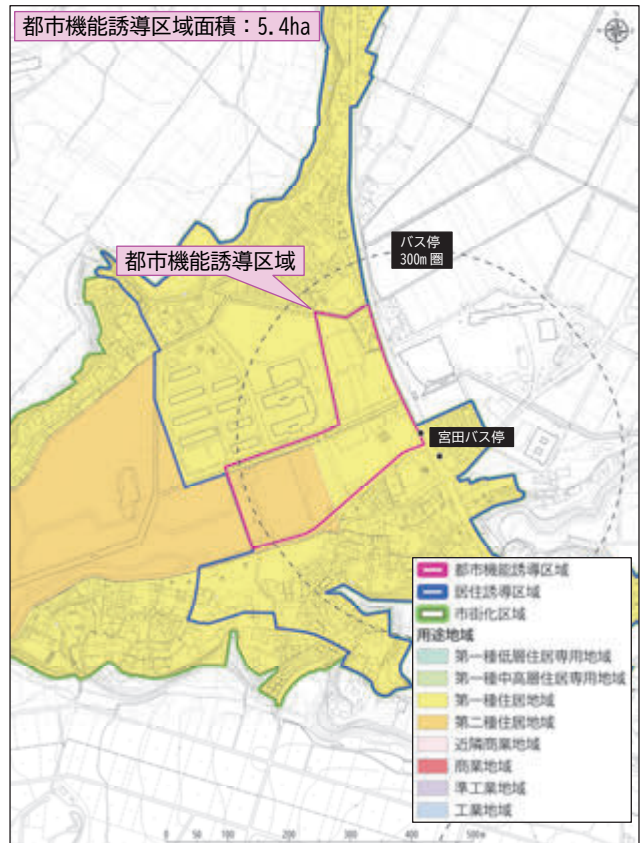 都市機能誘導区域面積：5.4ha
バス停
300m圏
都市機能誘導区域
宮田バス停
都市機能誘導区域
居住誘導区域
市街化区域
用途地域
第一種低層住居専用地域
第一種中高層住居専用地域
第一種住居地域
第二種住居地域
近隣商業地域
商業地域
準工業地域
工業地域
0 50 100 200 300 400 500m